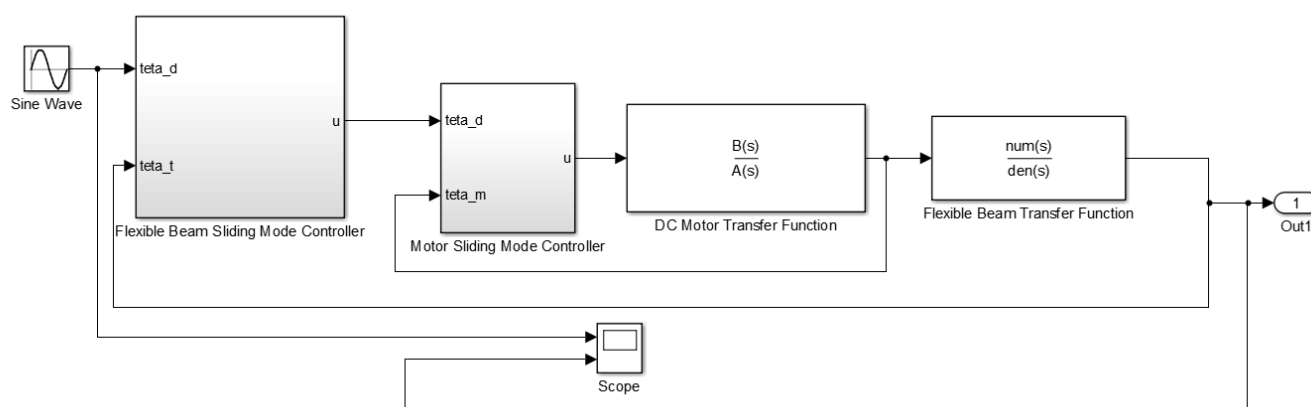 Sine Wave
teta_d
teta_t
u
Flexible Beam Sliding Mode Controller
teta_d
teta_m
u
Motor Sliding Mode Controller
B(s)
A(s)
DC Motor Transfer Function
num(s)
den(s)
Flexible Beam Transfer Function
1
Out1
Scope